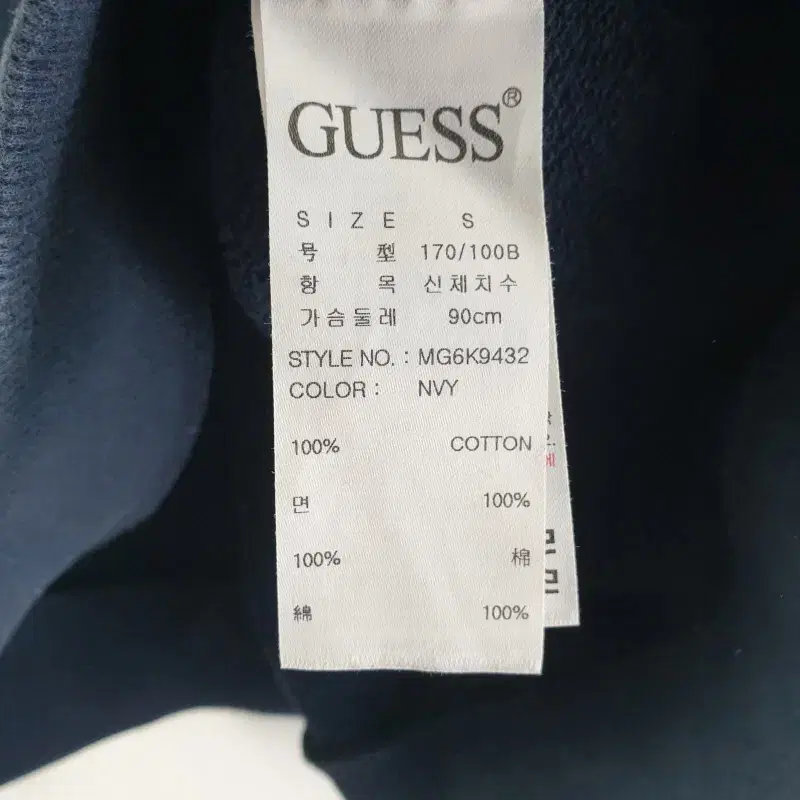 GUESS®
SIZE S
号型 170/100B
항목 신체치수
가슴둘레 90cm
STYLE NO. : MG6K9432
COLOR : NVY
100% COTTON
면 100%
100% 棉
綿 100%